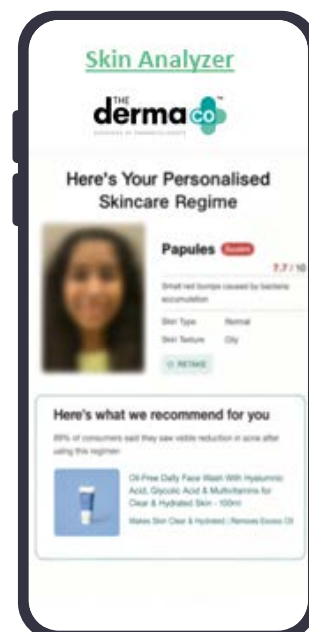 Skin Analyzer
THE
derma co
™
Here's Your Personalised
Skincare Regime
Papules
7.7 / 10
Small red bumps caused by bacteria
accumulation
Skin Type Normal
Skin Texture Oily
RETAKE
Here's what we recommend for you
89% of consumers said they saw visible reduction in acne after
using this regimen
Oil-Free Daily Face Wash With Hyaluronic
Acid, Glycolic Acid & Multivitamins for
Clear & Hydrated Skin - 100ml
Makes Skin Clear & Hydrated | Removes Excess Oil